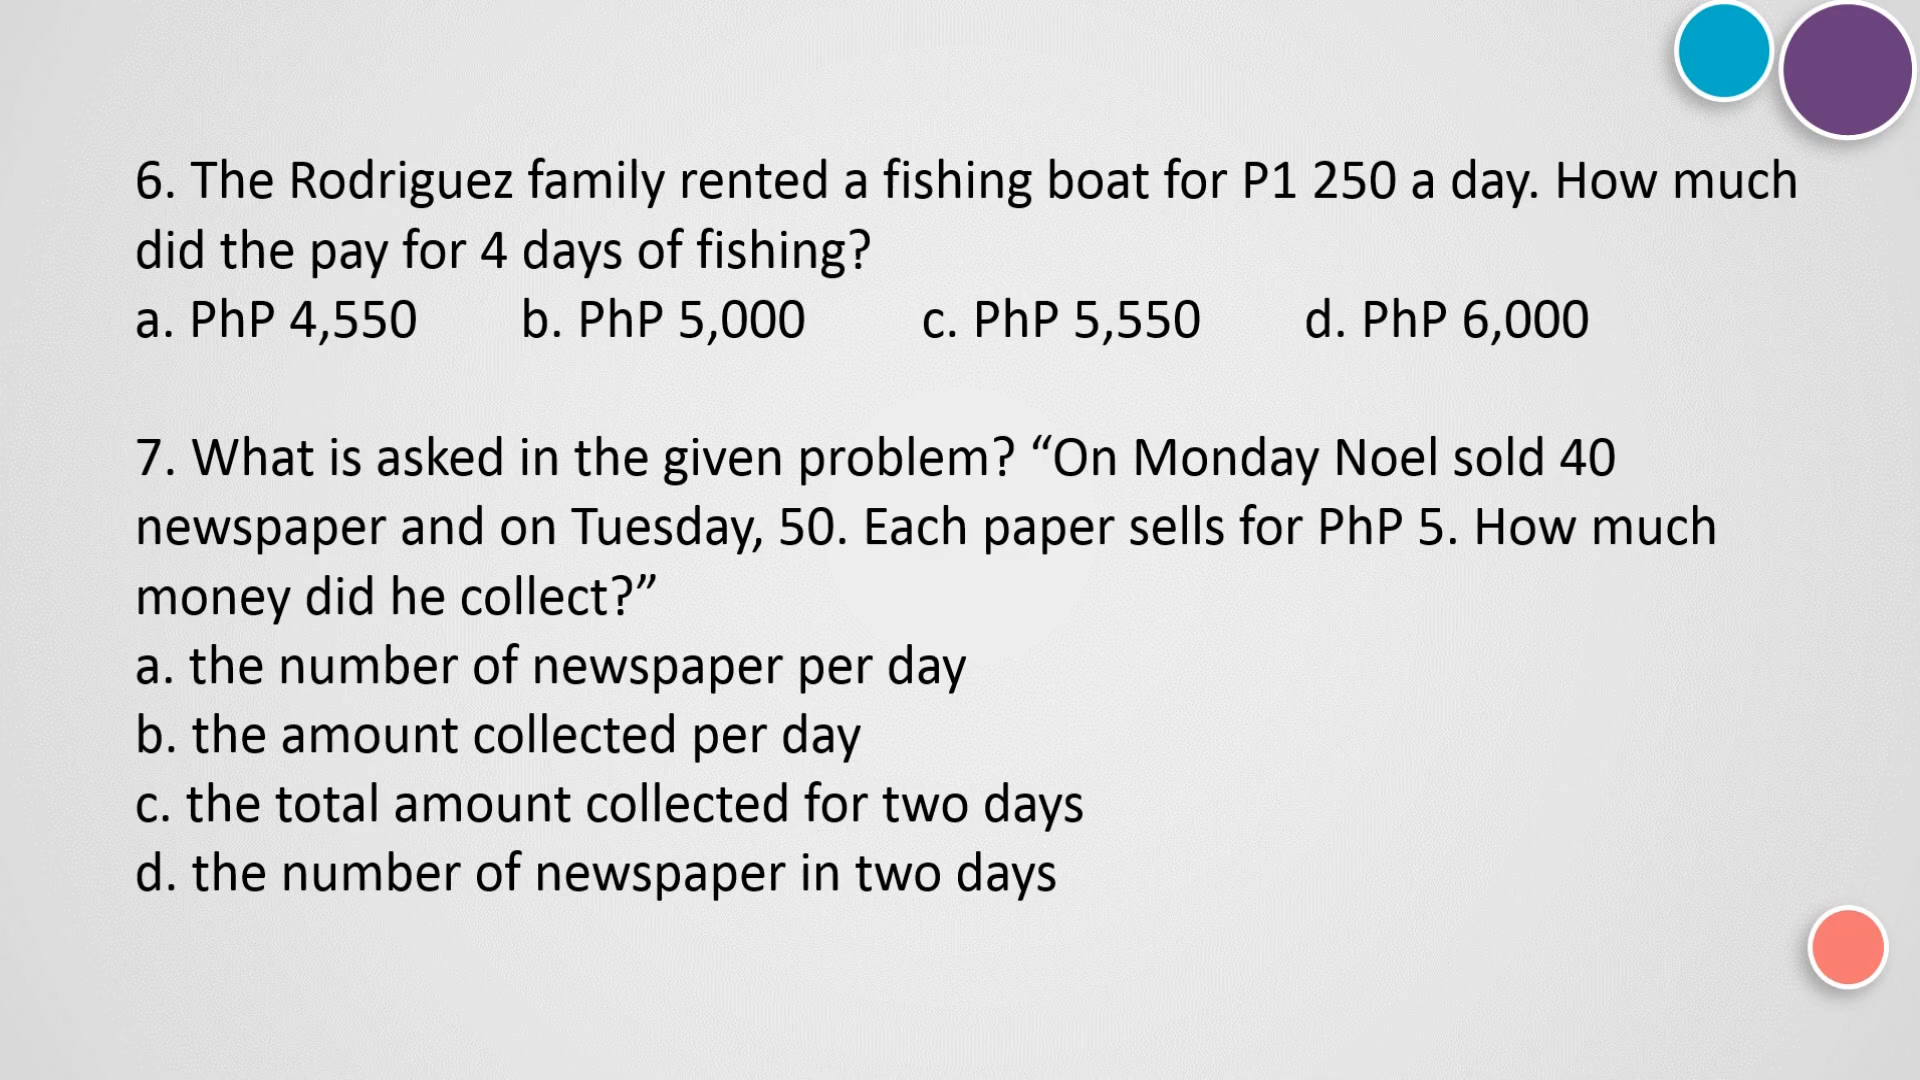 6. The Rodriguez family rented a fishing boat for P1 250 a day. How much
did the pay for 4 days of fishing?
a. PhP 4,550 b. PhP 5,000 c. PhP 5,550 d. PhP 6,000
7. What is asked in the given problem? “On Monday Noel sold 40
newspaper and on Tuesday, 50. Each paper sells for PhP 5. How much
money did he collect?”
a. the number of newspaper per day
b. the amount collected per day
c. the total amount collected for two days
d. the number of newspaper in two days